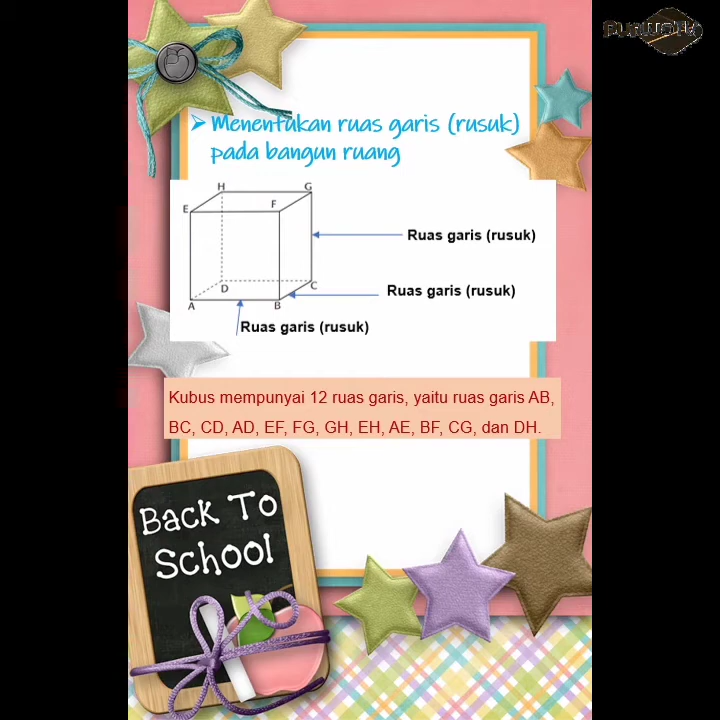 ➢ Menentukan ruas garis (rusuk)
pada bangun ruang
H G
E F
Ruas garis (rusuk)
D C
Ruas garis (rusuk)
A B
Ruas garis (rusuk)
Kubus mempunyai 12 ruas garis, yaitu ruas garis AB,
BC, CD, AD, EF, FG, GH, EH, AE, BF, CG, dan DH.
Back To
School